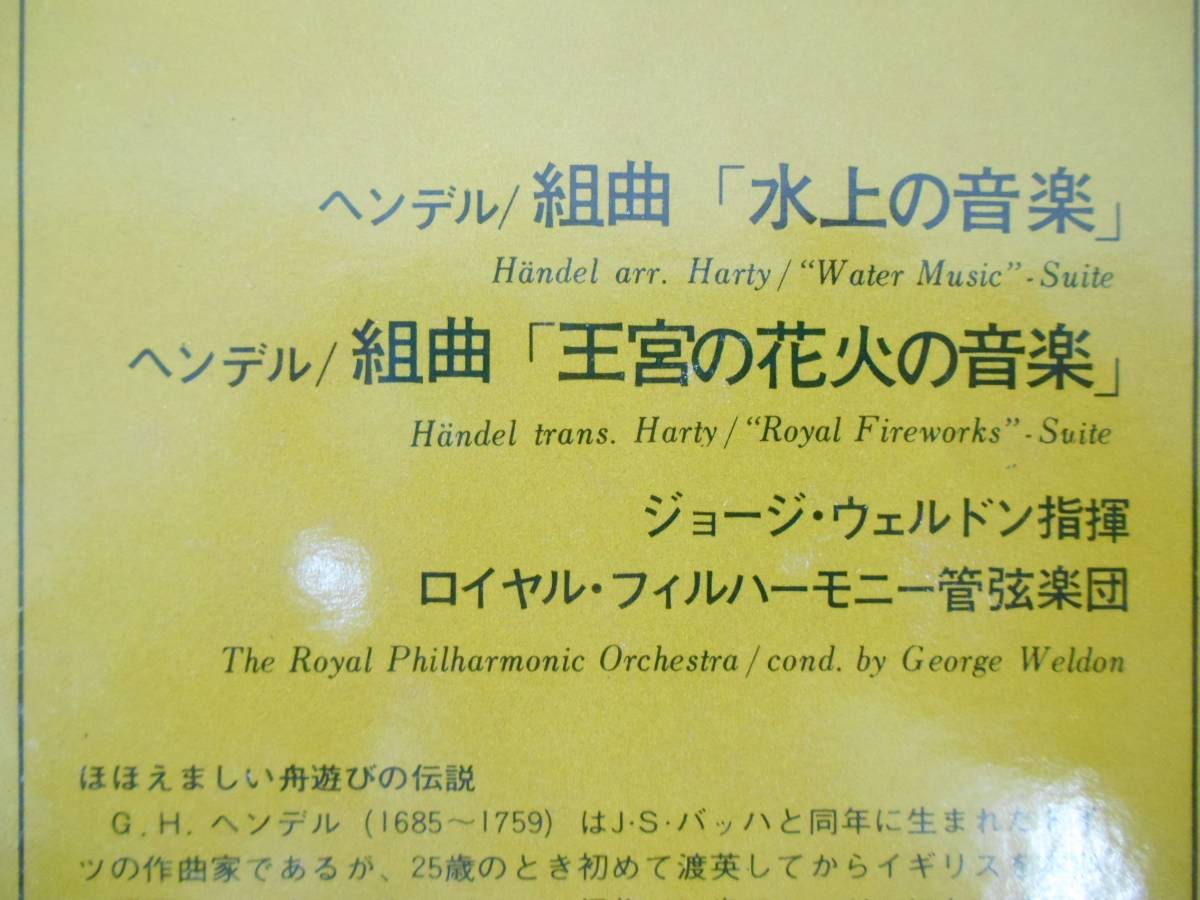 ヘンデル/組曲「水上の音楽」
Händel arr. Harty/“Water Music”-Suite
ヘンデル/組曲「王宮の花火の音楽」
Händel trans. Harty/“Royal Fireworks”-Suite
ジョージ・ウェルドン指揮
ロイヤル・フィルハーモニー管弦楽団
The Royal Philharmonic Orchestra/cond. by George Weldon
ほほえましい舟遊びの伝説
G.H.ヘンデル(1685〜1759)はJ·S·バッハと同年に生まれた
ツの作曲家であるが、25歳のとき初めて渡英してからイギリスを